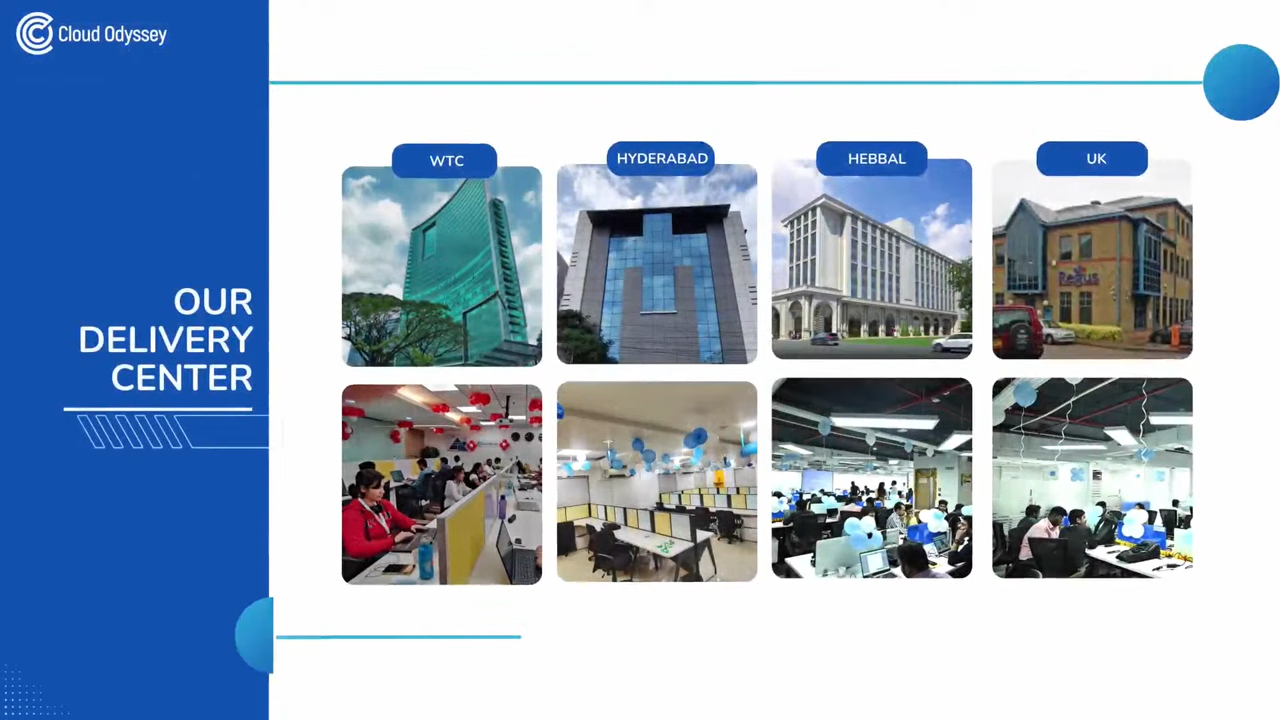 Cloud Odyssey
OUR
DELIVERY
CENTER
WTC
HYDERABAD
HEBBAL
UK
Regus